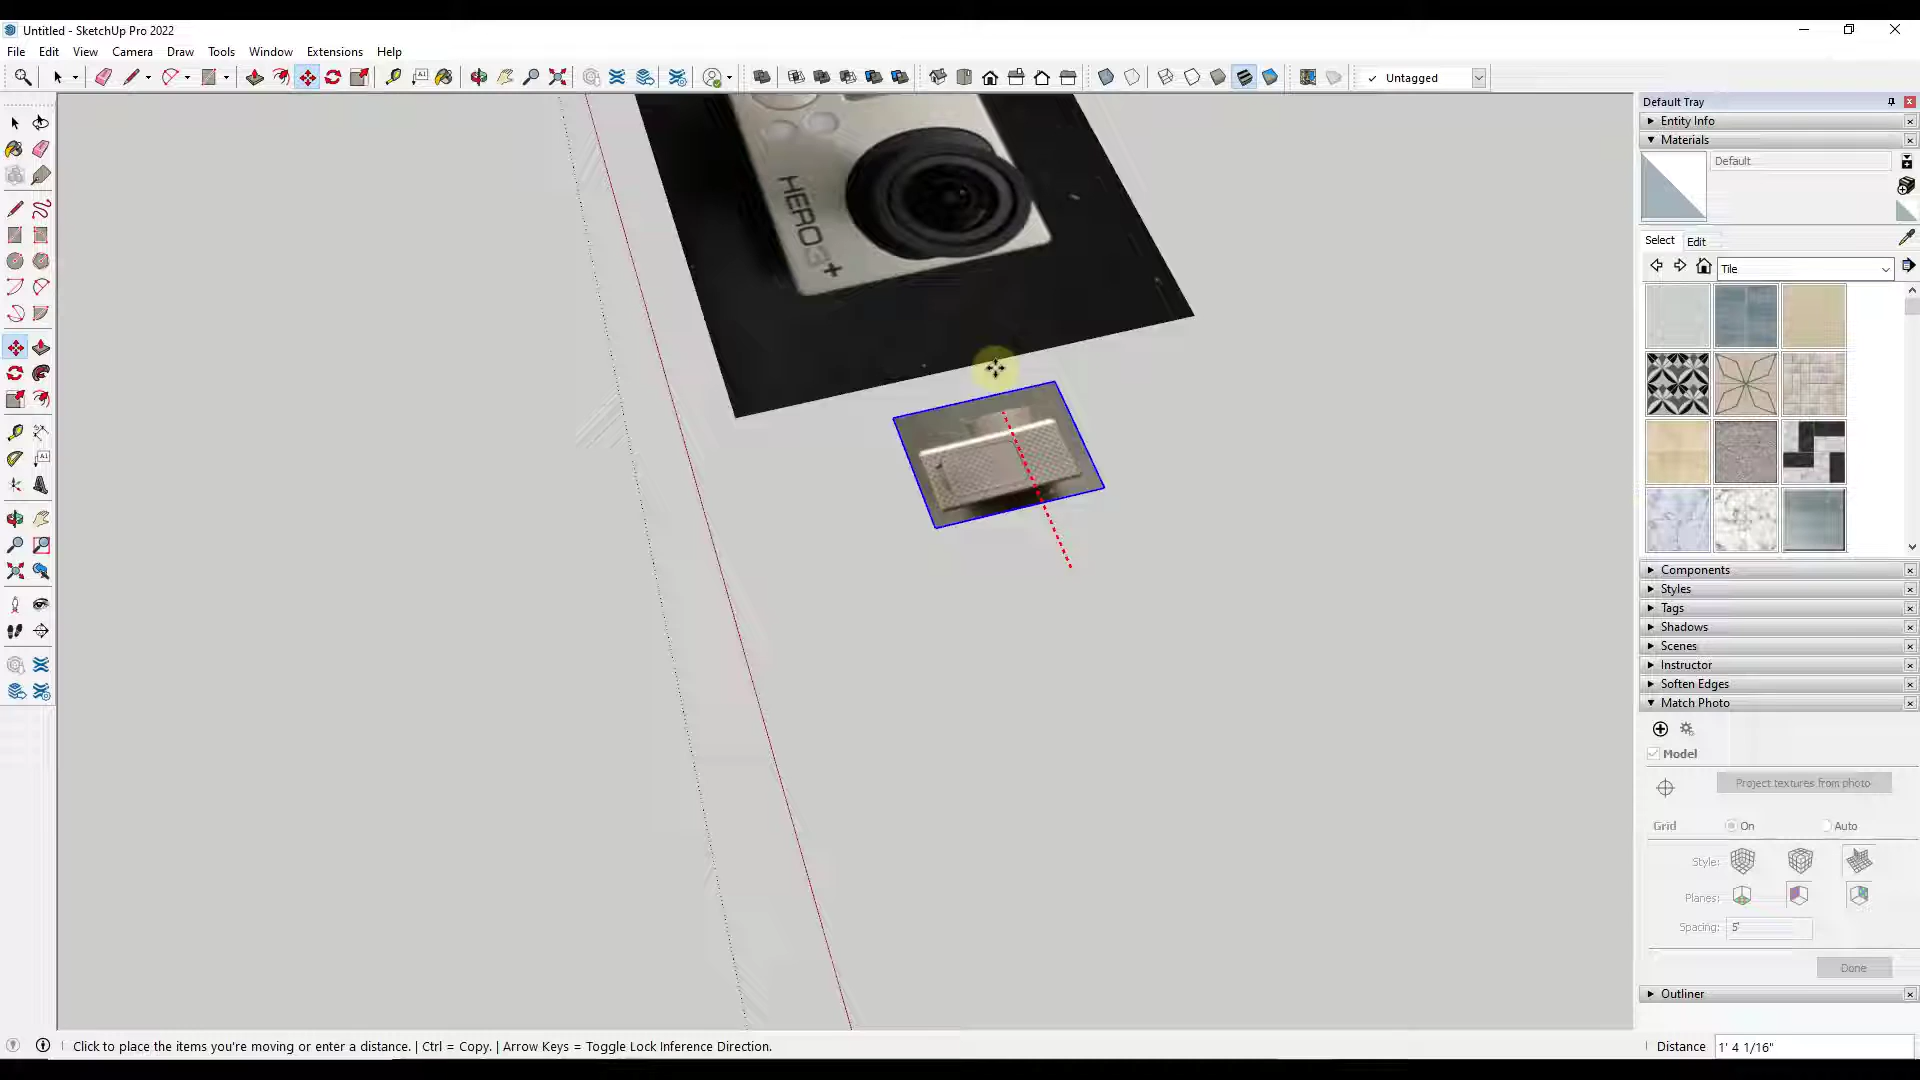 Untitled - SketchUp Pro 2022
File Edit View Camera Draw Tools Window Extensions Help
✓ Untagged
Default Tray
Entity Info
Materials
Default
Select Edit
Tile
HERO3+
Components
Styles
Tags
Shadows
Scenes
Instructor
Soften Edges
Match Photo
Model
Project textures from photo
Grid On Auto
Style:
Planes:
Spacing: 5'
Done
Outliner
Click to place the items you're moving or enter a distance. | Ctrl = Copy. | Arrow Keys = Toggle Lock Inference Direction.
Distance 1' 4 1/16"